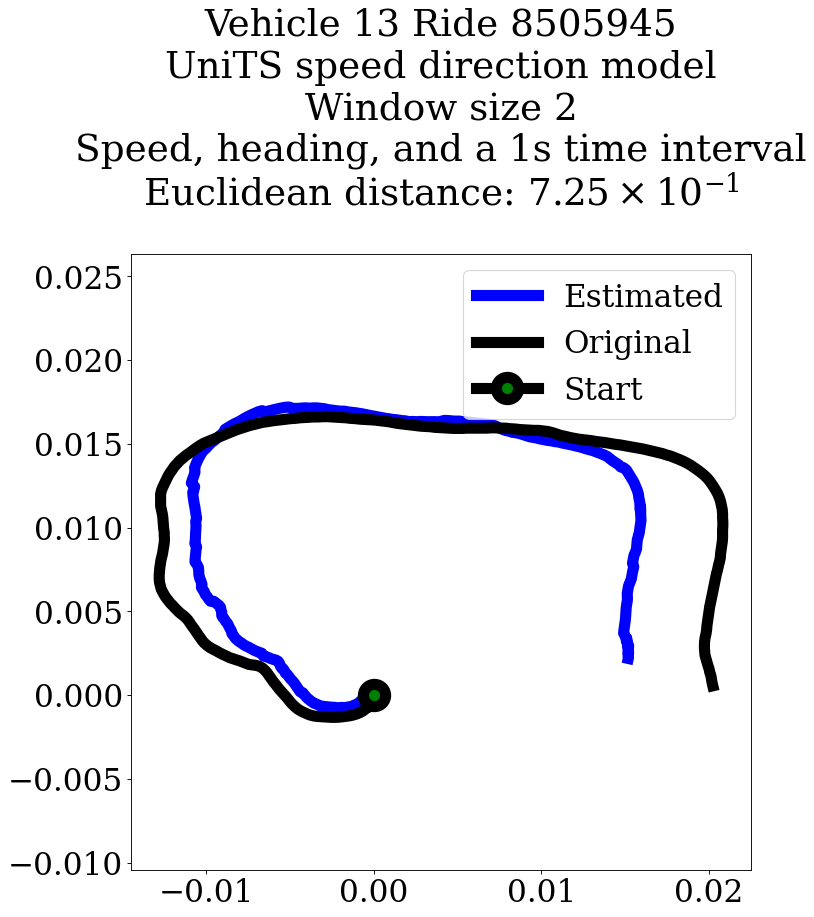 Vehicle 13 Ride 8505945
UniTS speed direction model
Window size 2
Speed, heading, and a 1s time interval
Euclidean distance: 7.25 × 10⁻¹
Estimated
Original
Start
0.025
0.020
0.015
0.010
0.005
0.000
−0.005
−0.010
−0.01 0.00 0.01 0.02